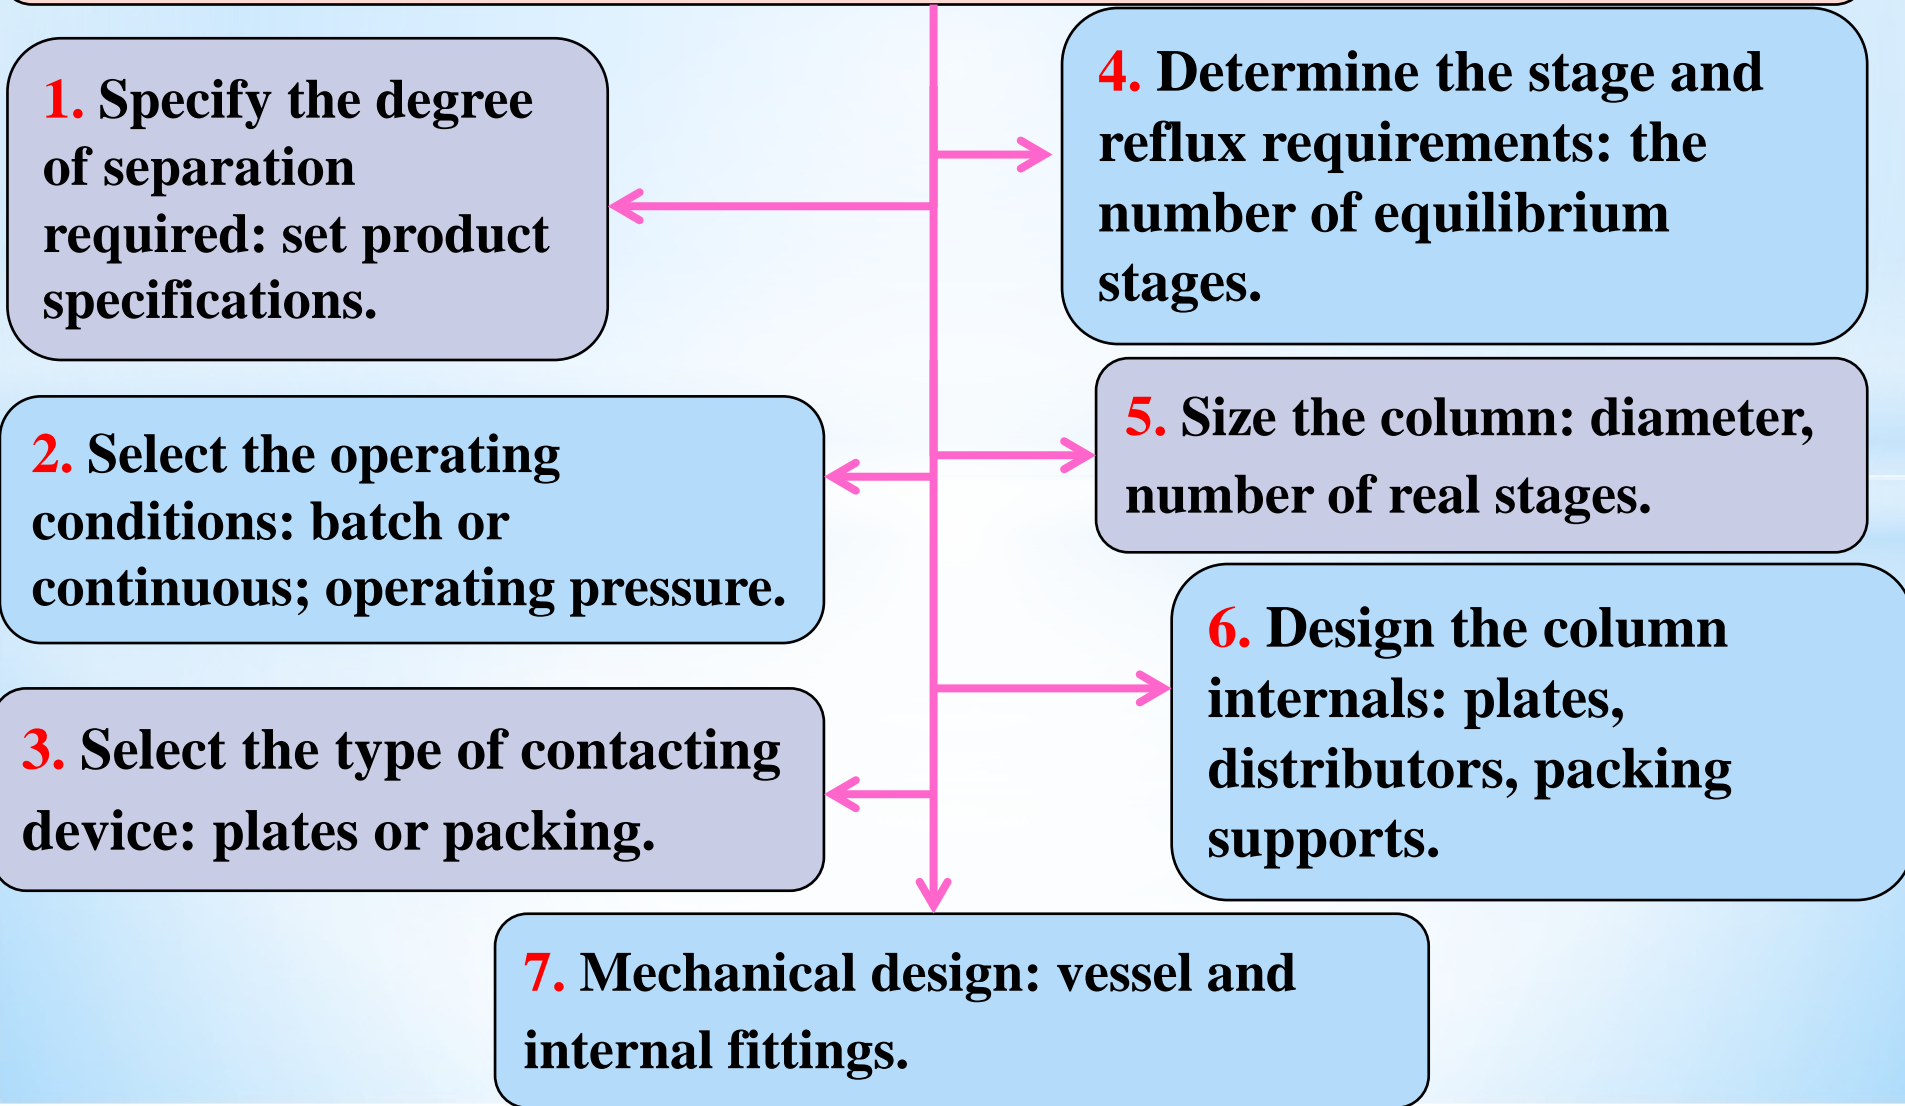 1. Specify the degree
of separation
required: set product
specifications.
2. Select the operating
conditions: batch or
continuous; operating pressure.
3. Select the type of contacting
device: plates or packing.
4. Determine the stage and
reflux requirements: the
number of equilibrium
stages.
5. Size the column: diameter,
number of real stages.
6. Design the column
internals: plates,
distributors, packing
supports.
7. Mechanical design: vessel and
internal fittings.